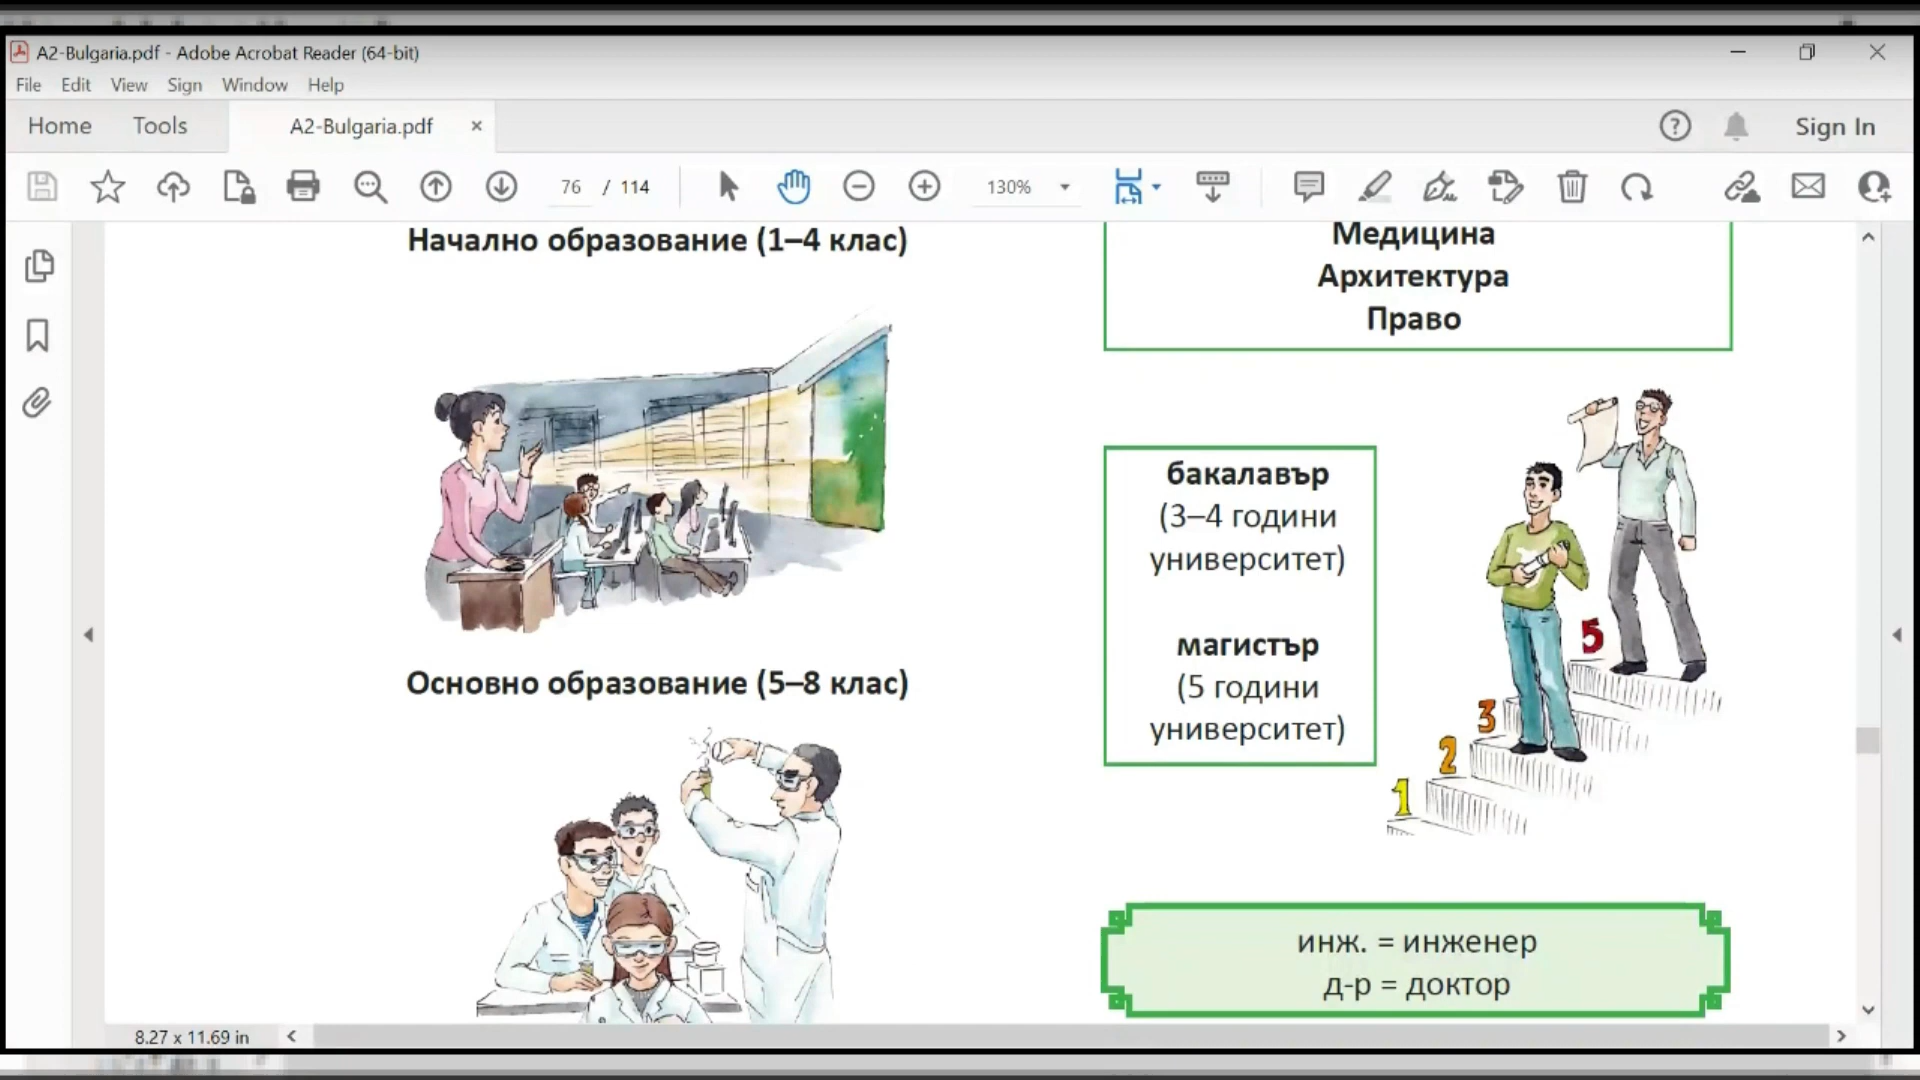 A2-Bulgaria.pdf - Adobe Acrobat Reader (64-bit)
File Edit View Sign Window Help
Home Tools A2-Bulgaria.pdf × Sign In
76 / 114 130%
Начално образование (1–4 клас)
Основно образование (5–8 клас)
Медицина
Архитектура
Право
бакалавър
(3–4 години
университет)
магистър
(5 години
университет)
5
3
2
1
инж. = инженер
д-р = доктор
8.27 x 11.69 in